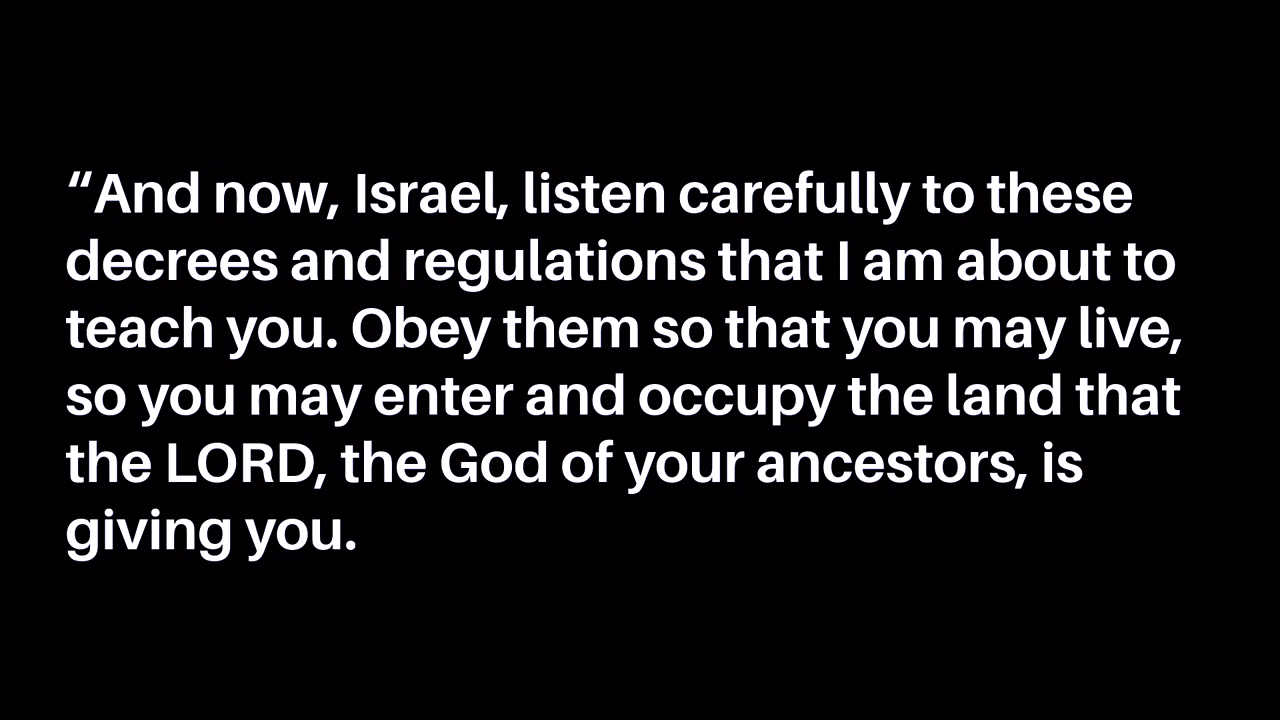 “And now, Israel, listen carefully to these
decrees and regulations that I am about to
teach you. Obey them so that you may live,
so you may enter and occupy the land that
the LORD, the God of your ancestors, is
giving you.